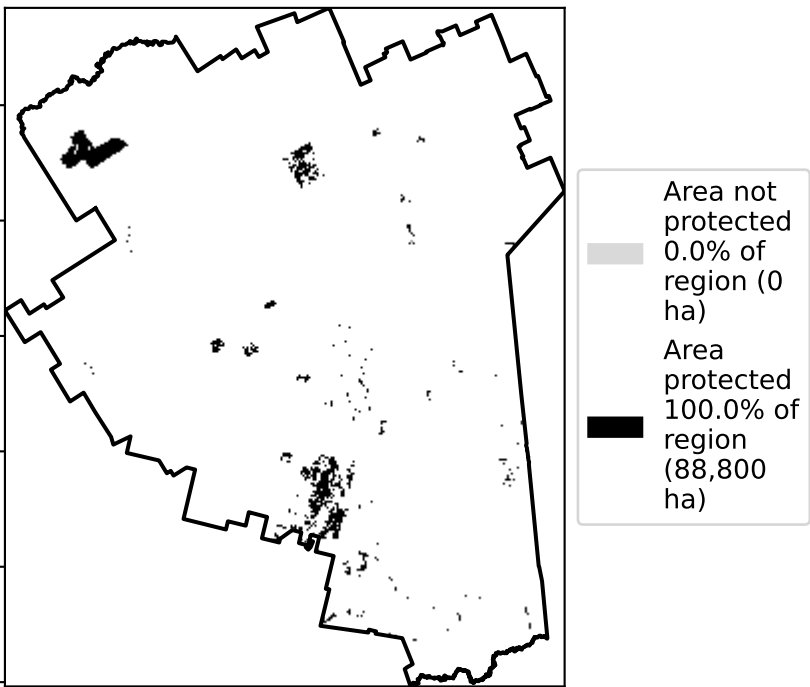 Area not
protected
0.0% of
region (0
ha)
Area
protected
100.0% of
region
(88,800
ha)